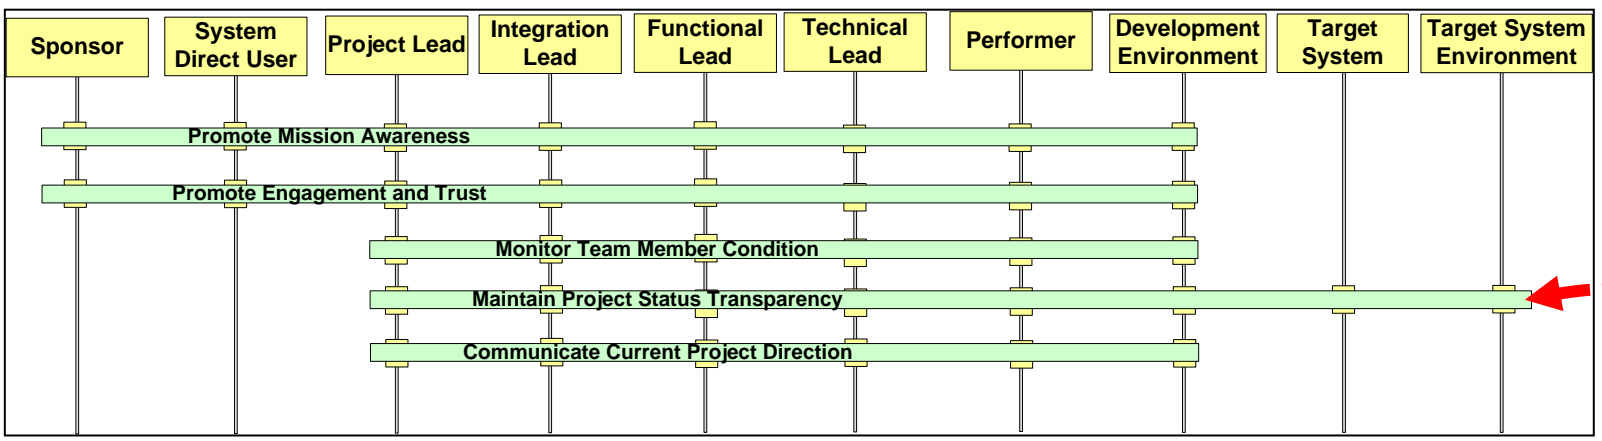 Sponsor
System
Direct User
Project Lead
Integration
Lead
Functional
Lead
Technical
Lead
Performer
Development
Environment
Target
System
Target System
Environment
Promote Mission Awareness
Promote Engagement and Trust
Monitor Team Member Condition
Maintain Project Status Transparency
Communicate Current Project Direction